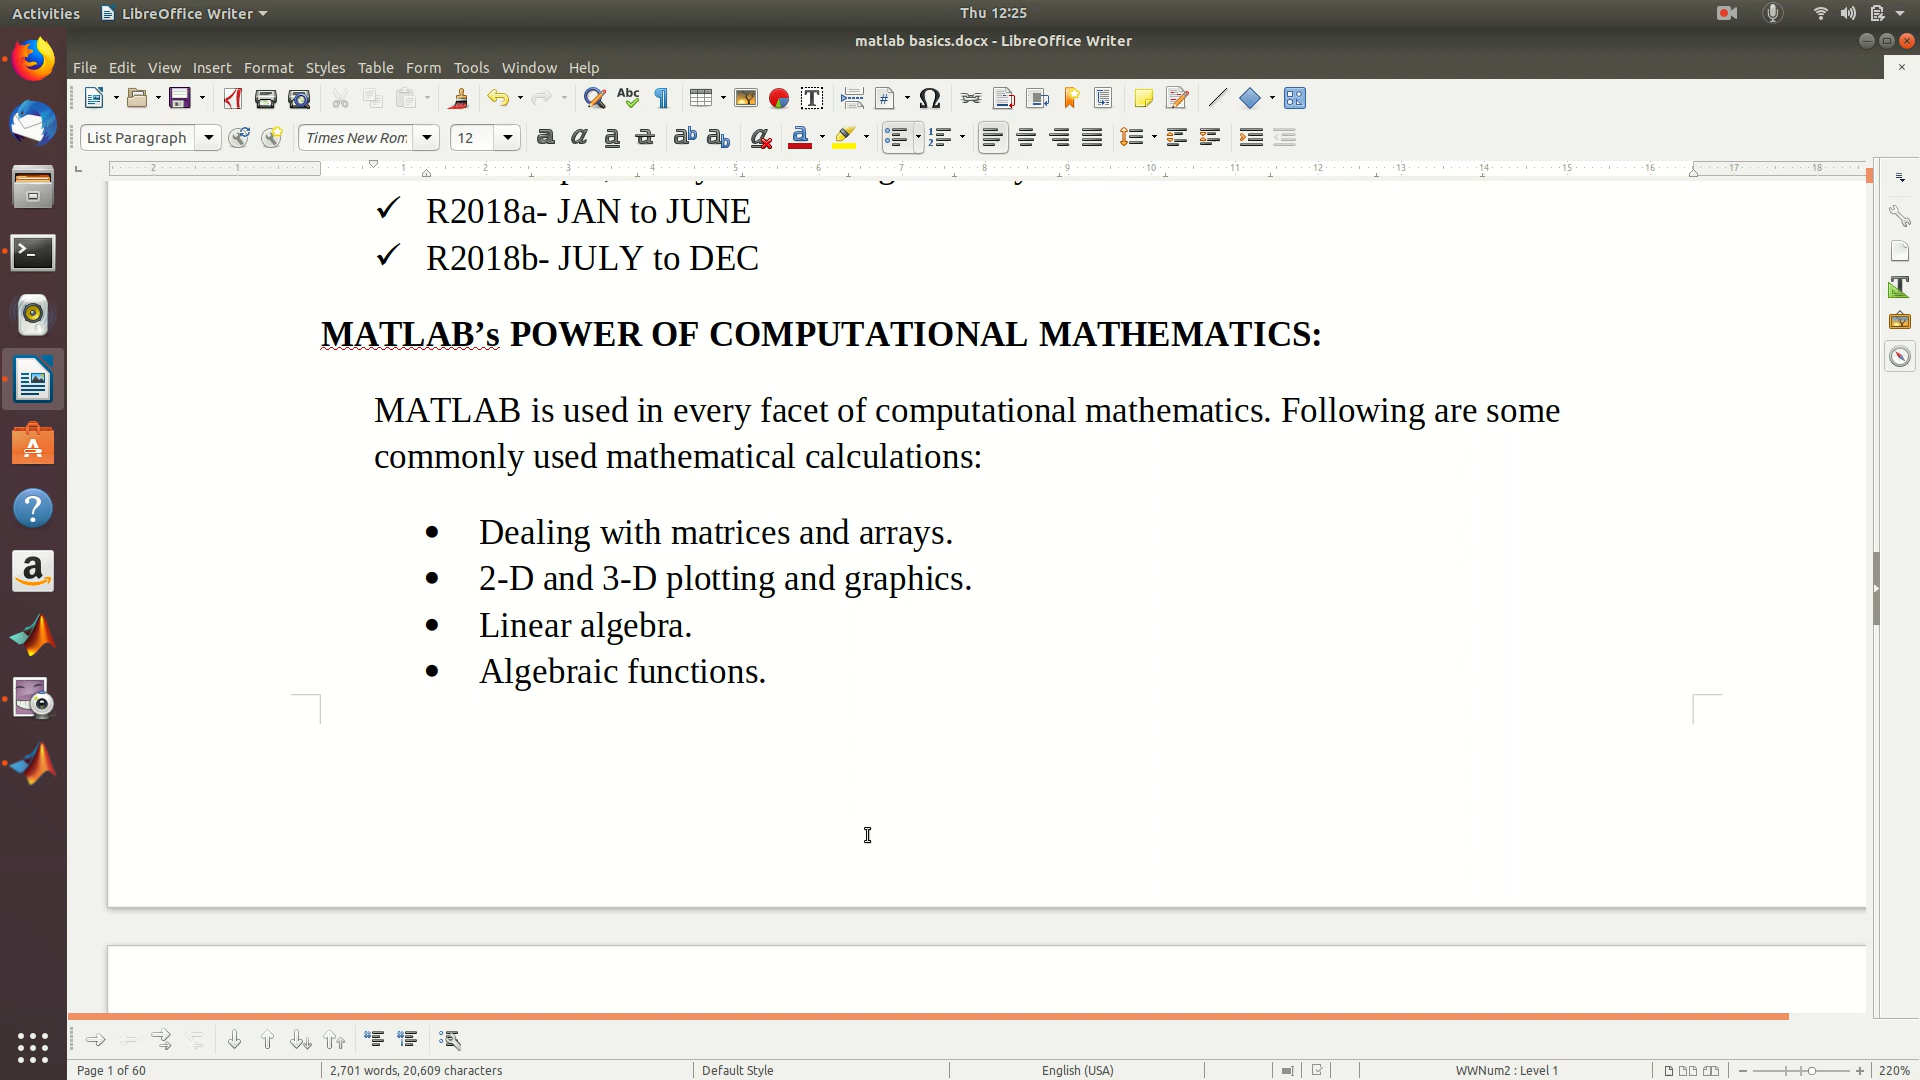 Activities LibreOffice Writer Thu 12:25
matlab basics.docx - LibreOffice Writer
File Edit View Insert Format Styles Table Form Tools Window Help
List Paragraph Times New Rom 12
R2018a- JAN to JUNE
R2018b- JULY to DEC
MATLAB’s POWER OF COMPUTATIONAL MATHEMATICS:
MATLAB is used in every facet of computational mathematics. Following are some
commonly used mathematical calculations:
Dealing with matrices and arrays.
2-D and 3-D plotting and graphics.
Linear algebra.
Algebraic functions.
Page 1 of 60 2,701 words, 20,609 characters Default Style English (USA) WWNum2 : Level 1 220%